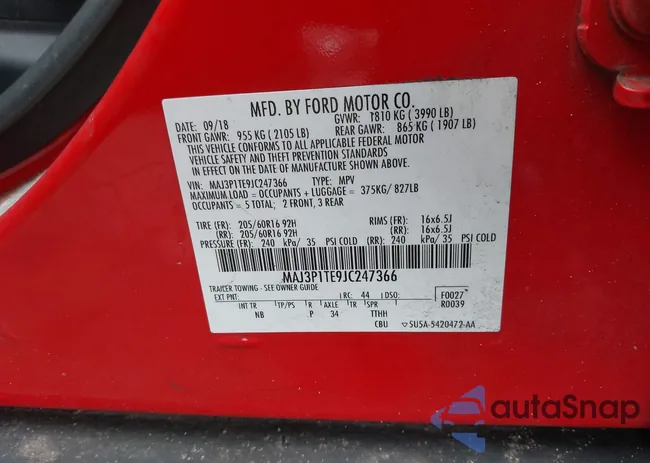 MFD. BY FORD MOTOR CO.
DATE: 09/18 GVWR: 1810 KG ( 3990 LB)
FRONT GAWR: 955 KG ( 2105 LB) REAR GAWR: 865 KG ( 1907 LB)
THIS VEHICLE CONFORMS TO ALL APPLICABLE FEDERAL MOTOR
VEHICLE SAFETY AND THEFT PREVENTION STANDARDS
IN EFFECT ON THE DATE OF MANUFACTURE SHOWN ABOVE.
VIN: MAJ3P1TE9JC247366 TYPE: MPV
MAXIMUM LOAD = OCCUPANTS + LUGGAGE = 375KG/ 827LB
OCCUPANTS = 5 TOTAL; 2 FRONT, 3 REAR
TIRE (FR): 205/60R16 92H RIMS (FR): 16x6.5J
(RR): 205/60R16 92H (RR): 16x6.5J
PRESSURE (FR): 240 kPa/ 35 PSI COLD (RR): 240 kPa/ 35 PSI COLD
MAJ3P1TE9JC247366
TRAILER TOWING - SEE OWNER GUIDE
EXT PNT: RC: 44 DSO: F0027
R0039
INT TR TP/PS R AXLE TR SPR
NB P 34 TTHH
CBU SU5A-5420472-AA
autoSnap